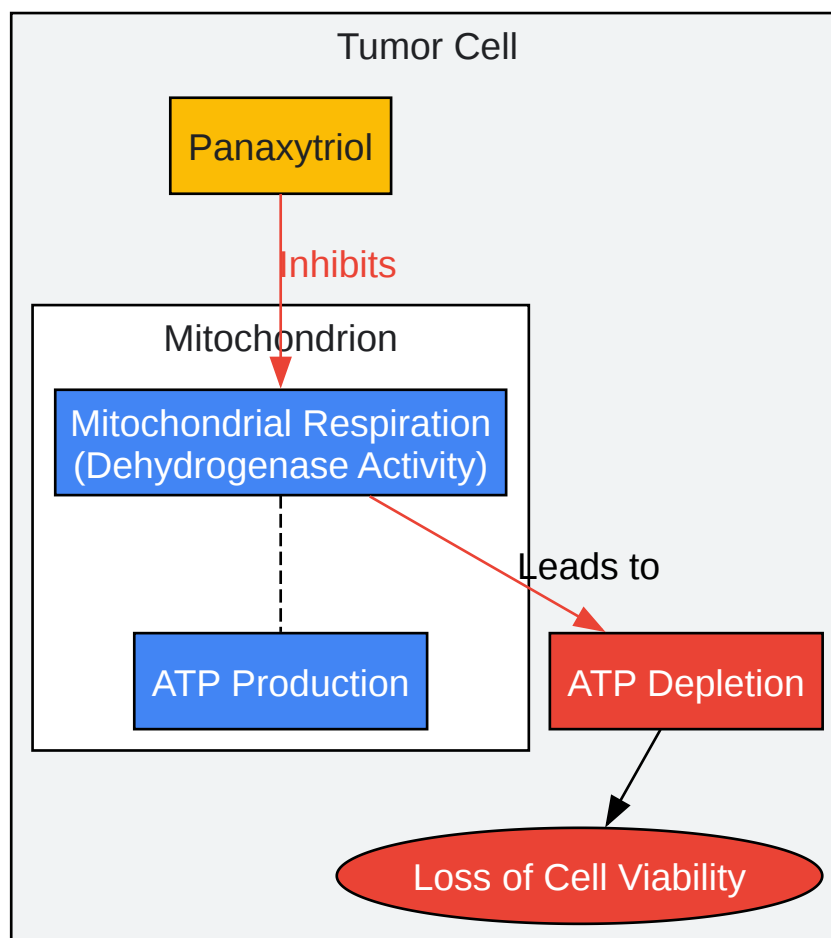 Tumor Cell
Panaxytriol
Inhibits
Mitochondrion
Mitochondrial Respiration
(Dehydrogenase Activity)
Leads to
ATP Production
ATP Depletion
Loss of Cell Viability